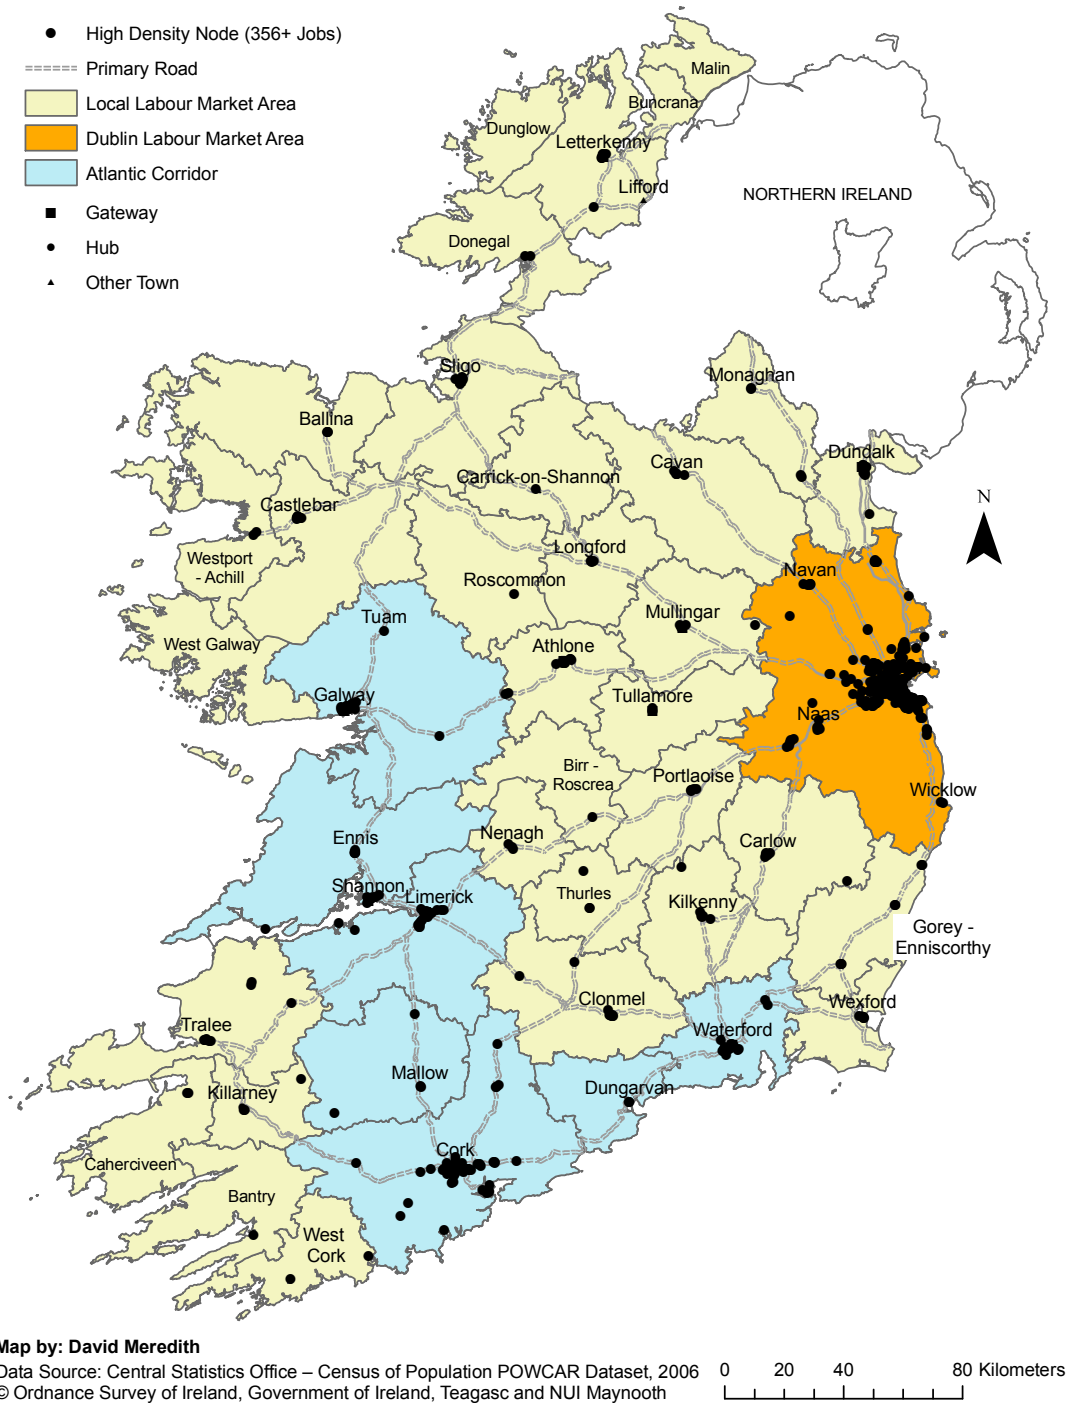 High Density Node (356+ Jobs)
Primary Road
Local Labour Market Area
Dublin Labour Market Area
Atlantic Corridor
Gateway
Hub
Other Town
Malin
Buncrana
Dunglow
Letterkenny
Lifford
NORTHERN IRELAND
Donegal
Sligo
Monaghan
Ballina
Dundalk
Cavan
Carrick-on-Shannon
Castlebar
N
Longford
Westport
- Achill
Navan
Roscommon
Mullingar
Tuam
West Galway
Athlone
Tullamore
Galway
Naas
Birr -
Roscrea
Portlaoise
Wicklow
Nenagh
Ennis
Carlow
Shannon
Limerick
Thurles
Kilkenny
Gorey -
Enniscorthy
Clonmel
Wexford
Tralee
Waterford
Mallow
Dungarvan
Killarney
Cork
Caherciveen
Bantry
West
Cork
Map by: David Meredith
Data Source: Central Statistics Office – Census of Population POWCAR Dataset, 2006
© Ordnance Survey of Ireland, Government of Ireland, Teagasc and NUI Maynooth
0 20 40 80 Kilometers